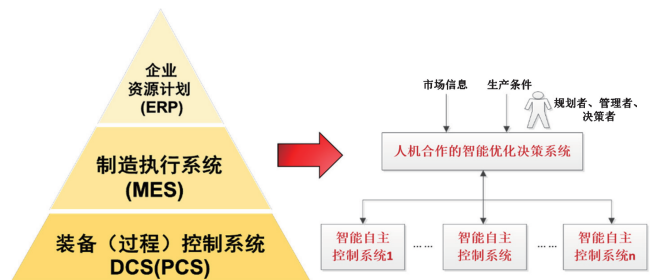 企业
资源计划
(ERP)
制造执行系统
(MES)
装备（过程）控制系统
DCS(PCS)
市场信息
生产条件
规划者、管理者、
决策者
人机合作的智能优化决策系统
智能自主
控制系统1
……
智能自主
控制系统
……
智能自主
控制系统n